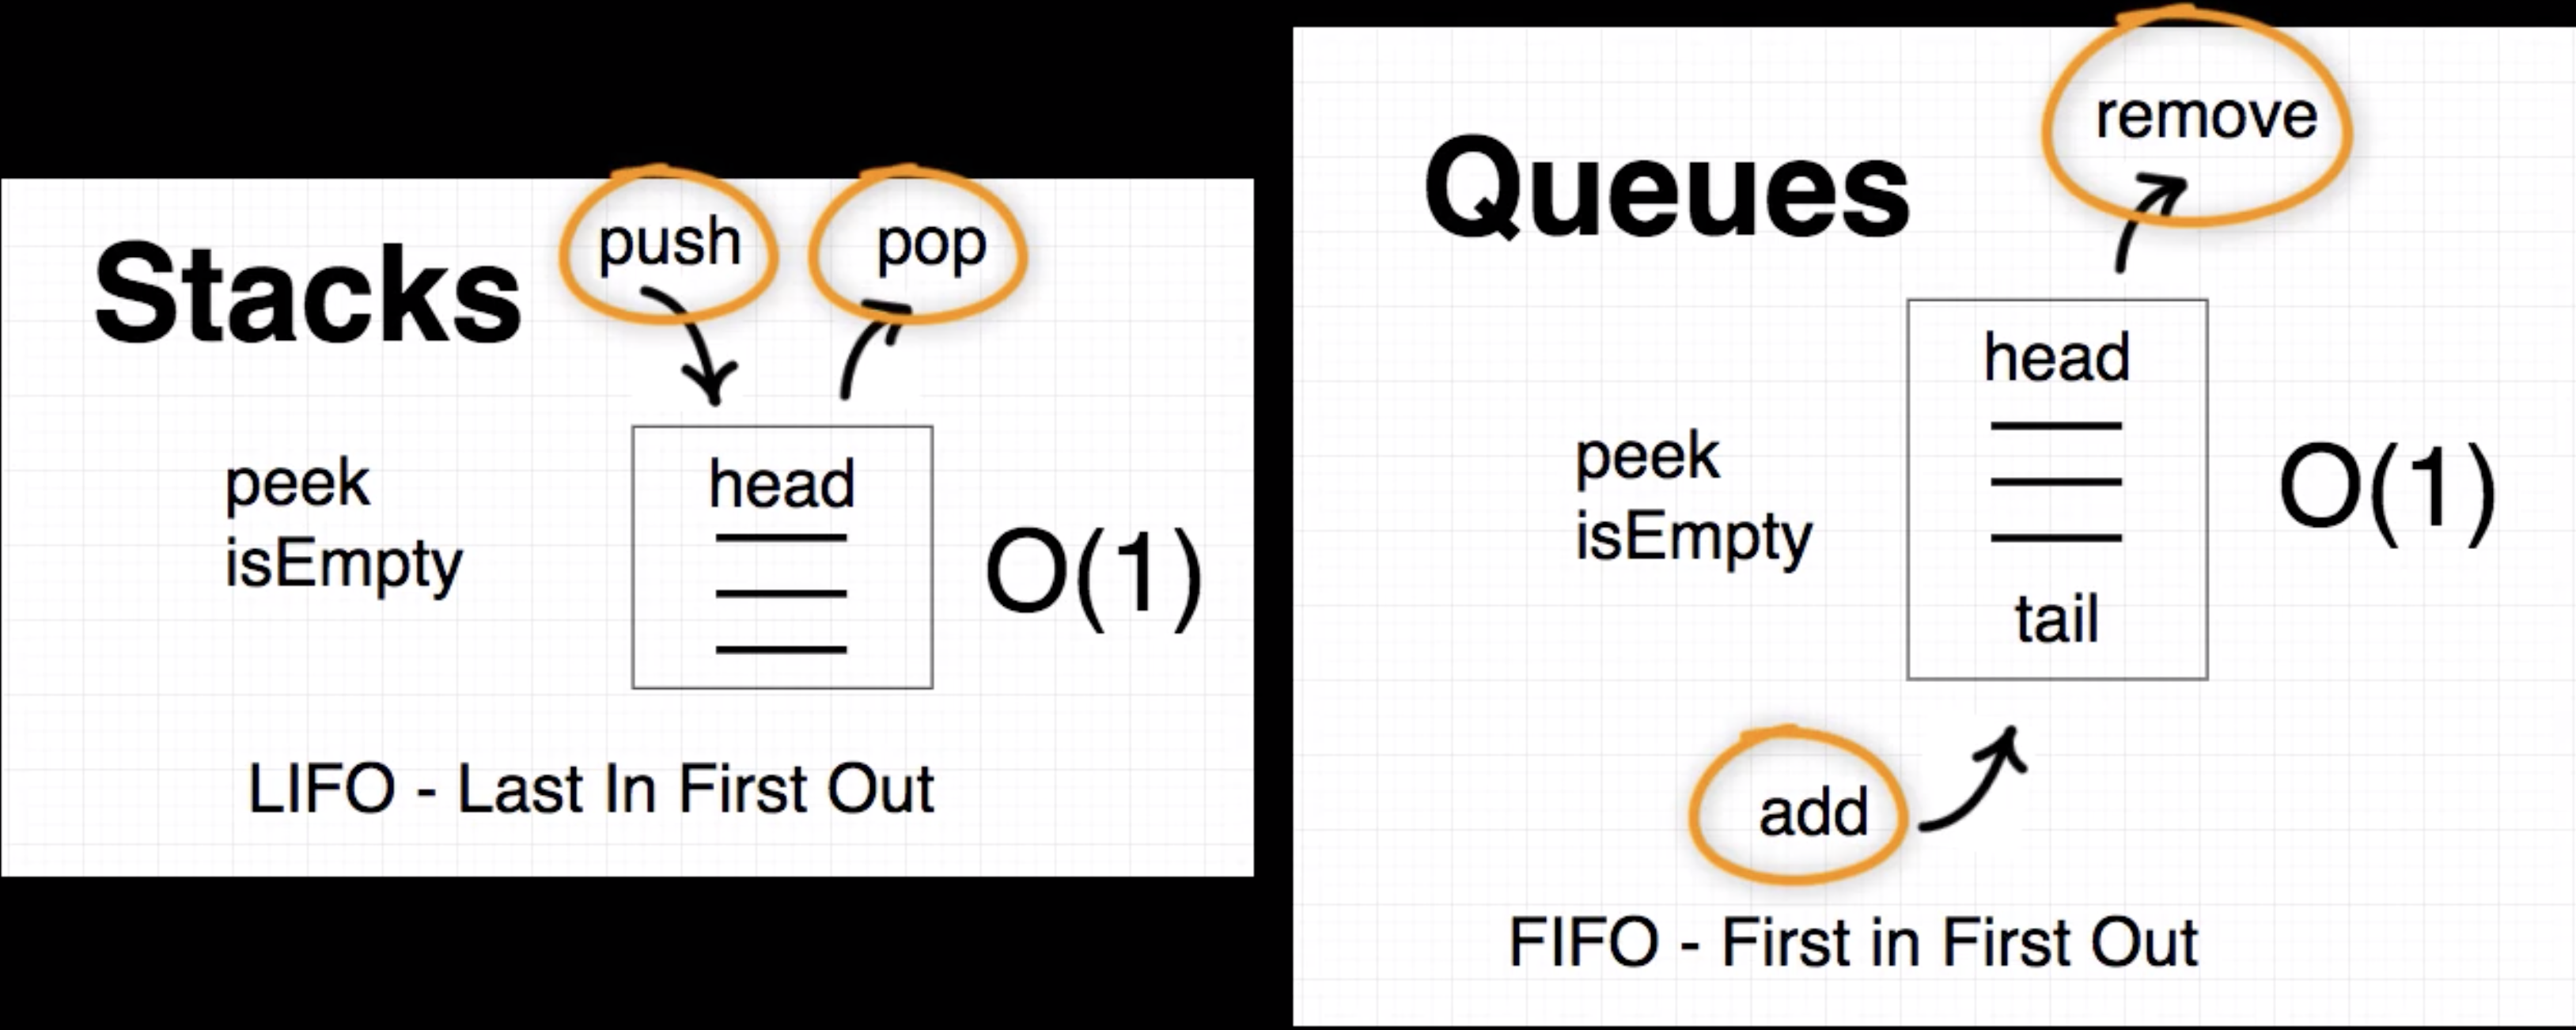 Stacks
push
pop
peek
isEmpty
head
O(1)
LIFO - Last In First Out
Queues
remove
peek
isEmpty
head
tail
O(1)
add
FIFO - First in First Out